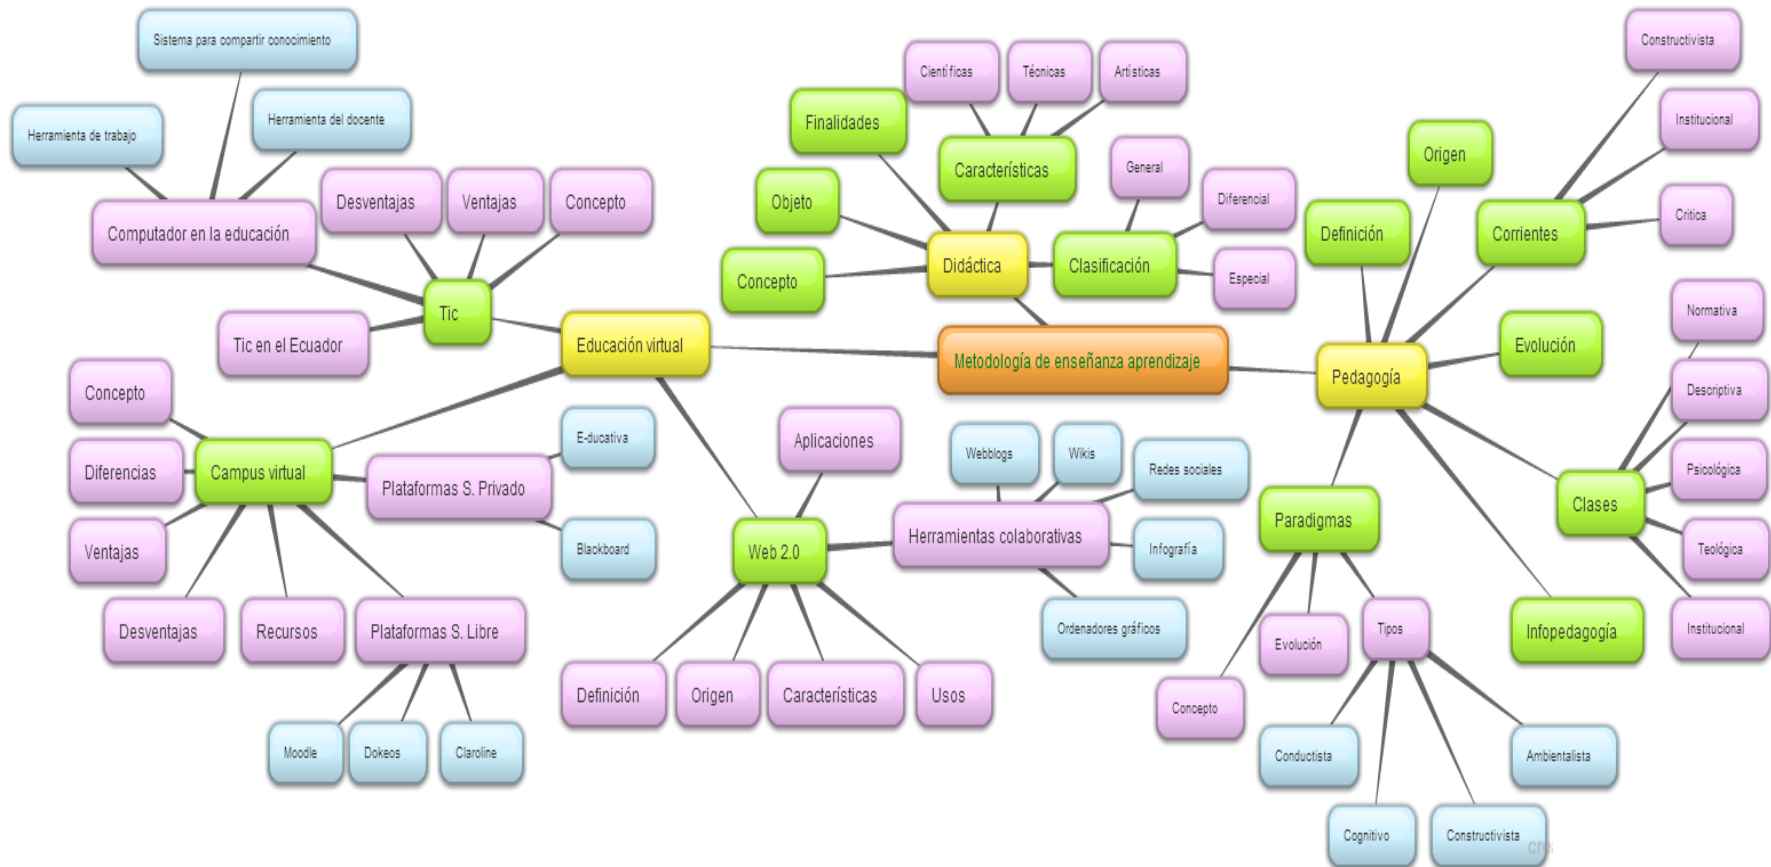 Sistema para compartir conocimiento
Herramienta de trabajo
Herramienta del docente
Computador en la educación
Desventajas
Ventajas
Concepto
Tic
Tic en el Ecuador
Educación virtual
Concepto
Diferencias
Ventajas
Campus virtual
Plataformas S. Privado
E-ducativa
Blackboard
Desventajas
Recursos
Plataformas S. Libre
Moodle
Dokeos
Claroline
Científicas
Técnicas
Artísticas
Finalidades
Características
Objeto
Concepto
Didáctica
Clasificación
General
Diferencial
Especial
Metodología de enseñanza aprendizaje
Aplicaciones
Web 2.0
Herramientas colaborativas
Webblogs
Wikis
Redes sociales
Infografía
Ordenadores gráficos
Definición
Origen
Características
Usos
Pedagogía
Definición
Origen
Corrientes
Constructivista
Institucional
Critica
Evolución
Clases
Normativa
Descriptiva
Psicológica
Teológica
Institucional
Infopedagogía
Paradigmas
Concepto
Evolución
Tipos
Conductista
Cognitivo
Constructivista
Ambientalista